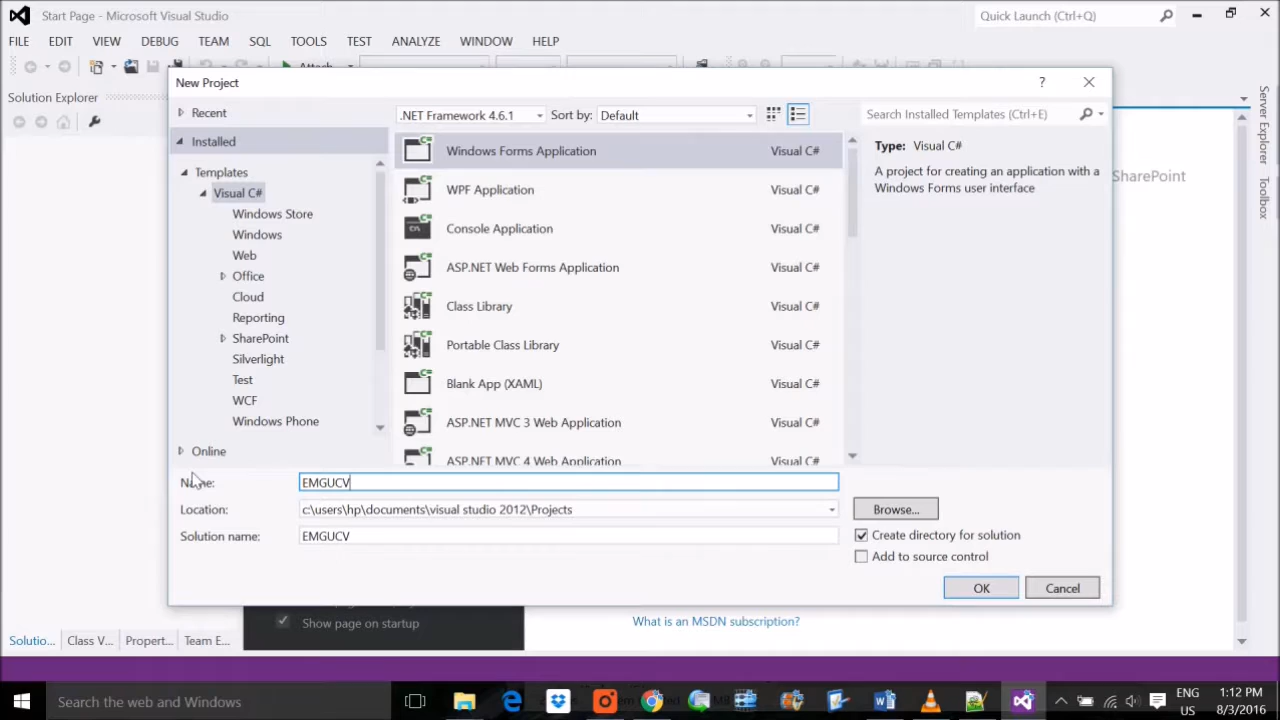 Start Page - Microsoft Visual Studio
Quick Launch (Ctrl+Q)
FILE EDIT VIEW DEBUG TEAM SQL TOOLS TEST ANALYZE WINDOW HELP
Attach
Solution Explorer
New Project
?
Recent
.NET Framework 4.6.1 Sort by: Default
Search Installed Templates (Ctrl+E)
Installed
Templates
Visual C#
Windows Store
Windows
Web
Office
Cloud
Reporting
SharePoint
Silverlight
Test
WCF
Windows Phone
Online
Windows Forms Application Visual C#
WPF Application Visual C#
Console Application Visual C#
ASP.NET Web Forms Application Visual C#
Class Library Visual C#
Portable Class Library Visual C#
Blank App (XAML) Visual C#
ASP.NET MVC 3 Web Application Visual C#
ASP.NET MVC 4 Web Application Visual C#
Type: Visual C#
A project for creating an application with a
Windows Forms user interface
SharePoint
Server Explorer
Toolbox
Name: EMGUCV
Location: c:\users\hp\documents\visual studio 2012\Projects
Browse...
Solution name: EMGUCV
Create directory for solution
Add to source control
OK Cancel
Show page on startup
What is an MSDN subscription?
Solutio... Class V... Propert... Team E...
Search the web and Windows
ENG
US
1:12 PM
8/3/2016